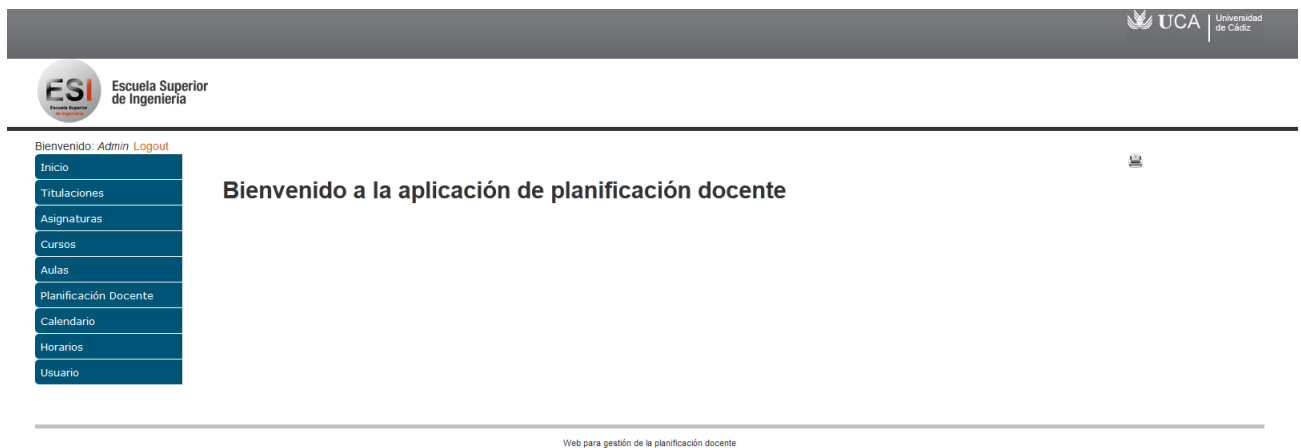 UCA
Universidad
de Cádiz
ESI
Escuela Superior
de Ingeniería
Escuela Superior
de Ingeniería
Bienvenido: Admin Logout
Inicio
Titulaciones
Asignaturas
Cursos
Aulas
Planificación Docente
Calendario
Horarios
Usuario
Bienvenido a la aplicación de planificación docente
Web para gestión de la planificación docente